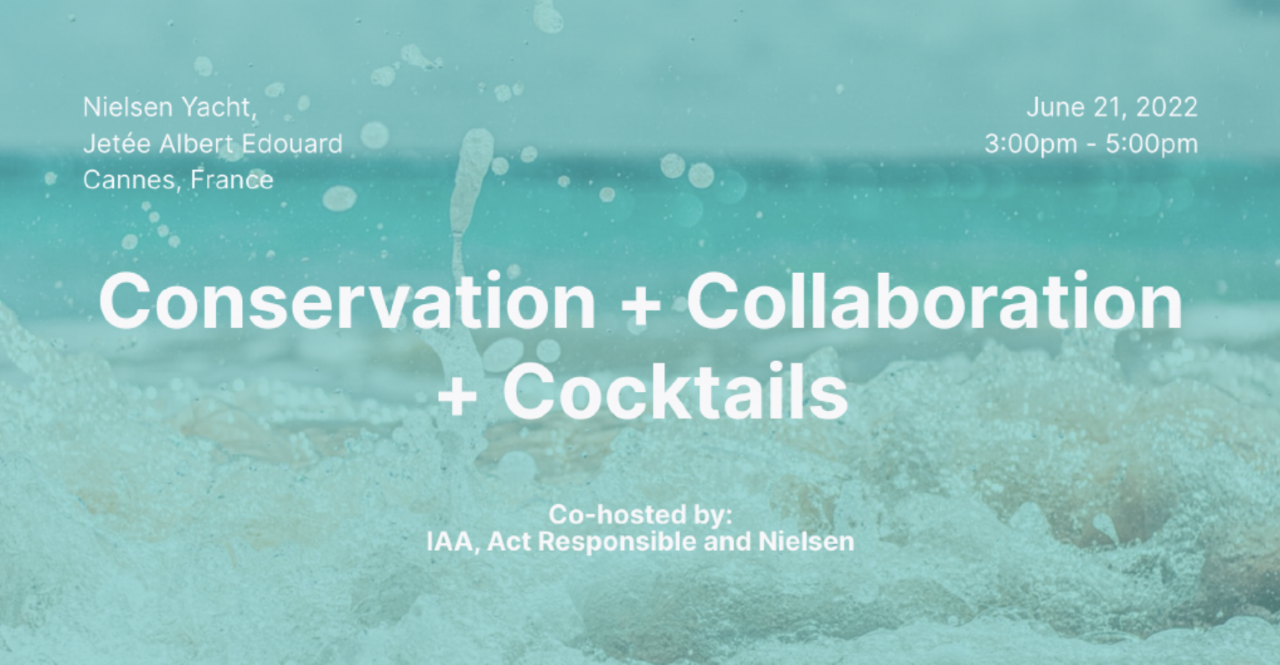 Nielsen Yacht,
Jetée Albert Edouard
Cannes, France
June 21, 2022
3:00pm - 5:00pm
Conservation + Collaboration
+ Cocktails
Co-hosted by:
IAA, Act Responsible and Nielsen